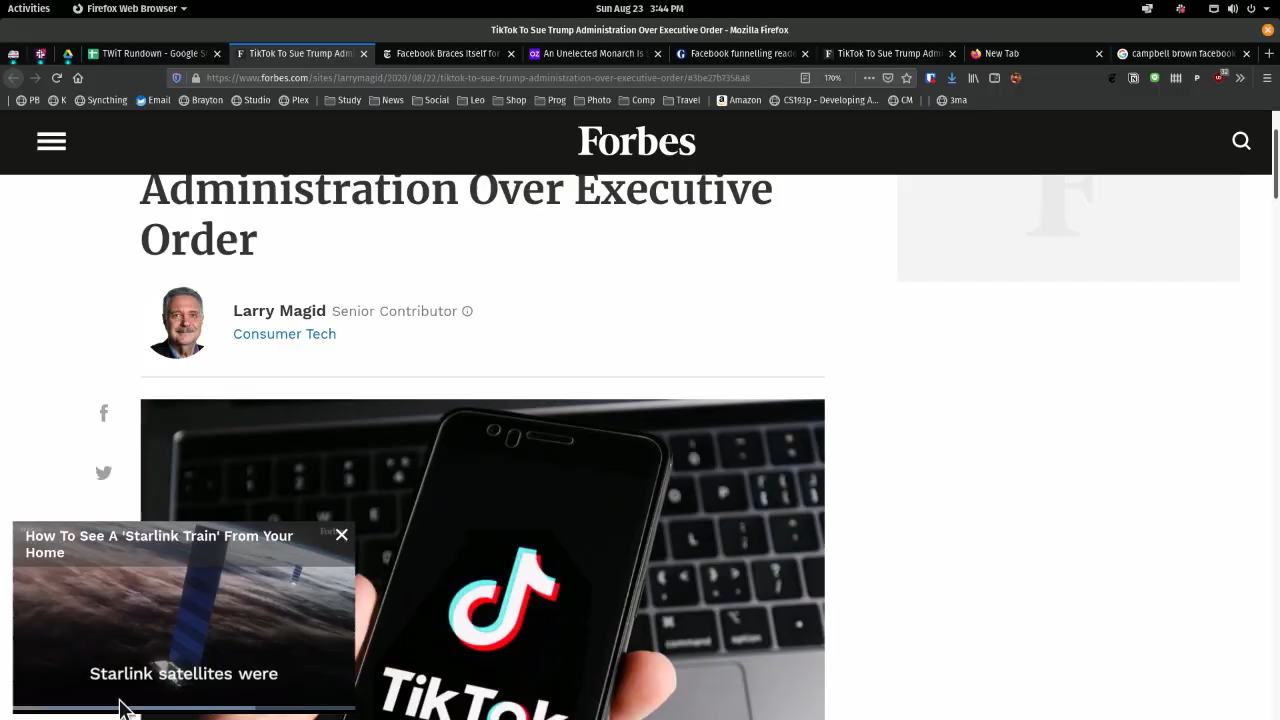 Activities Firefox Web Browser Sun Aug 23 3:44 PM
TikTok To Sue Trump Administration Over Executive Order - Mozilla Firefox
TWiT Rundown - Google S TikTok To Sue Trump Adm Facebook Braces Itself for An Unelected Monarch Is Facebook funnelling reade TikTok To Sue Trump Adm New Tab campbell brown facebook
https://www.forbes.com/sites/larrymagid/2020/08/22/tiktok-to-sue-trump-administration-over-executive-order/#3be27b7358a8 170%
PB K Syncthing Email Brayton Studio Plex Study News Social Leo Shop Prog Photo Comp Travel Amazon CS193p - Developing A... CM 3ma
Forbes
Administration Over Executive
Order
Larry Magid Senior Contributor
Consumer Tech
How To See A 'Starlink Train' From Your
Home
Starlink satellites were
TikTok
command option